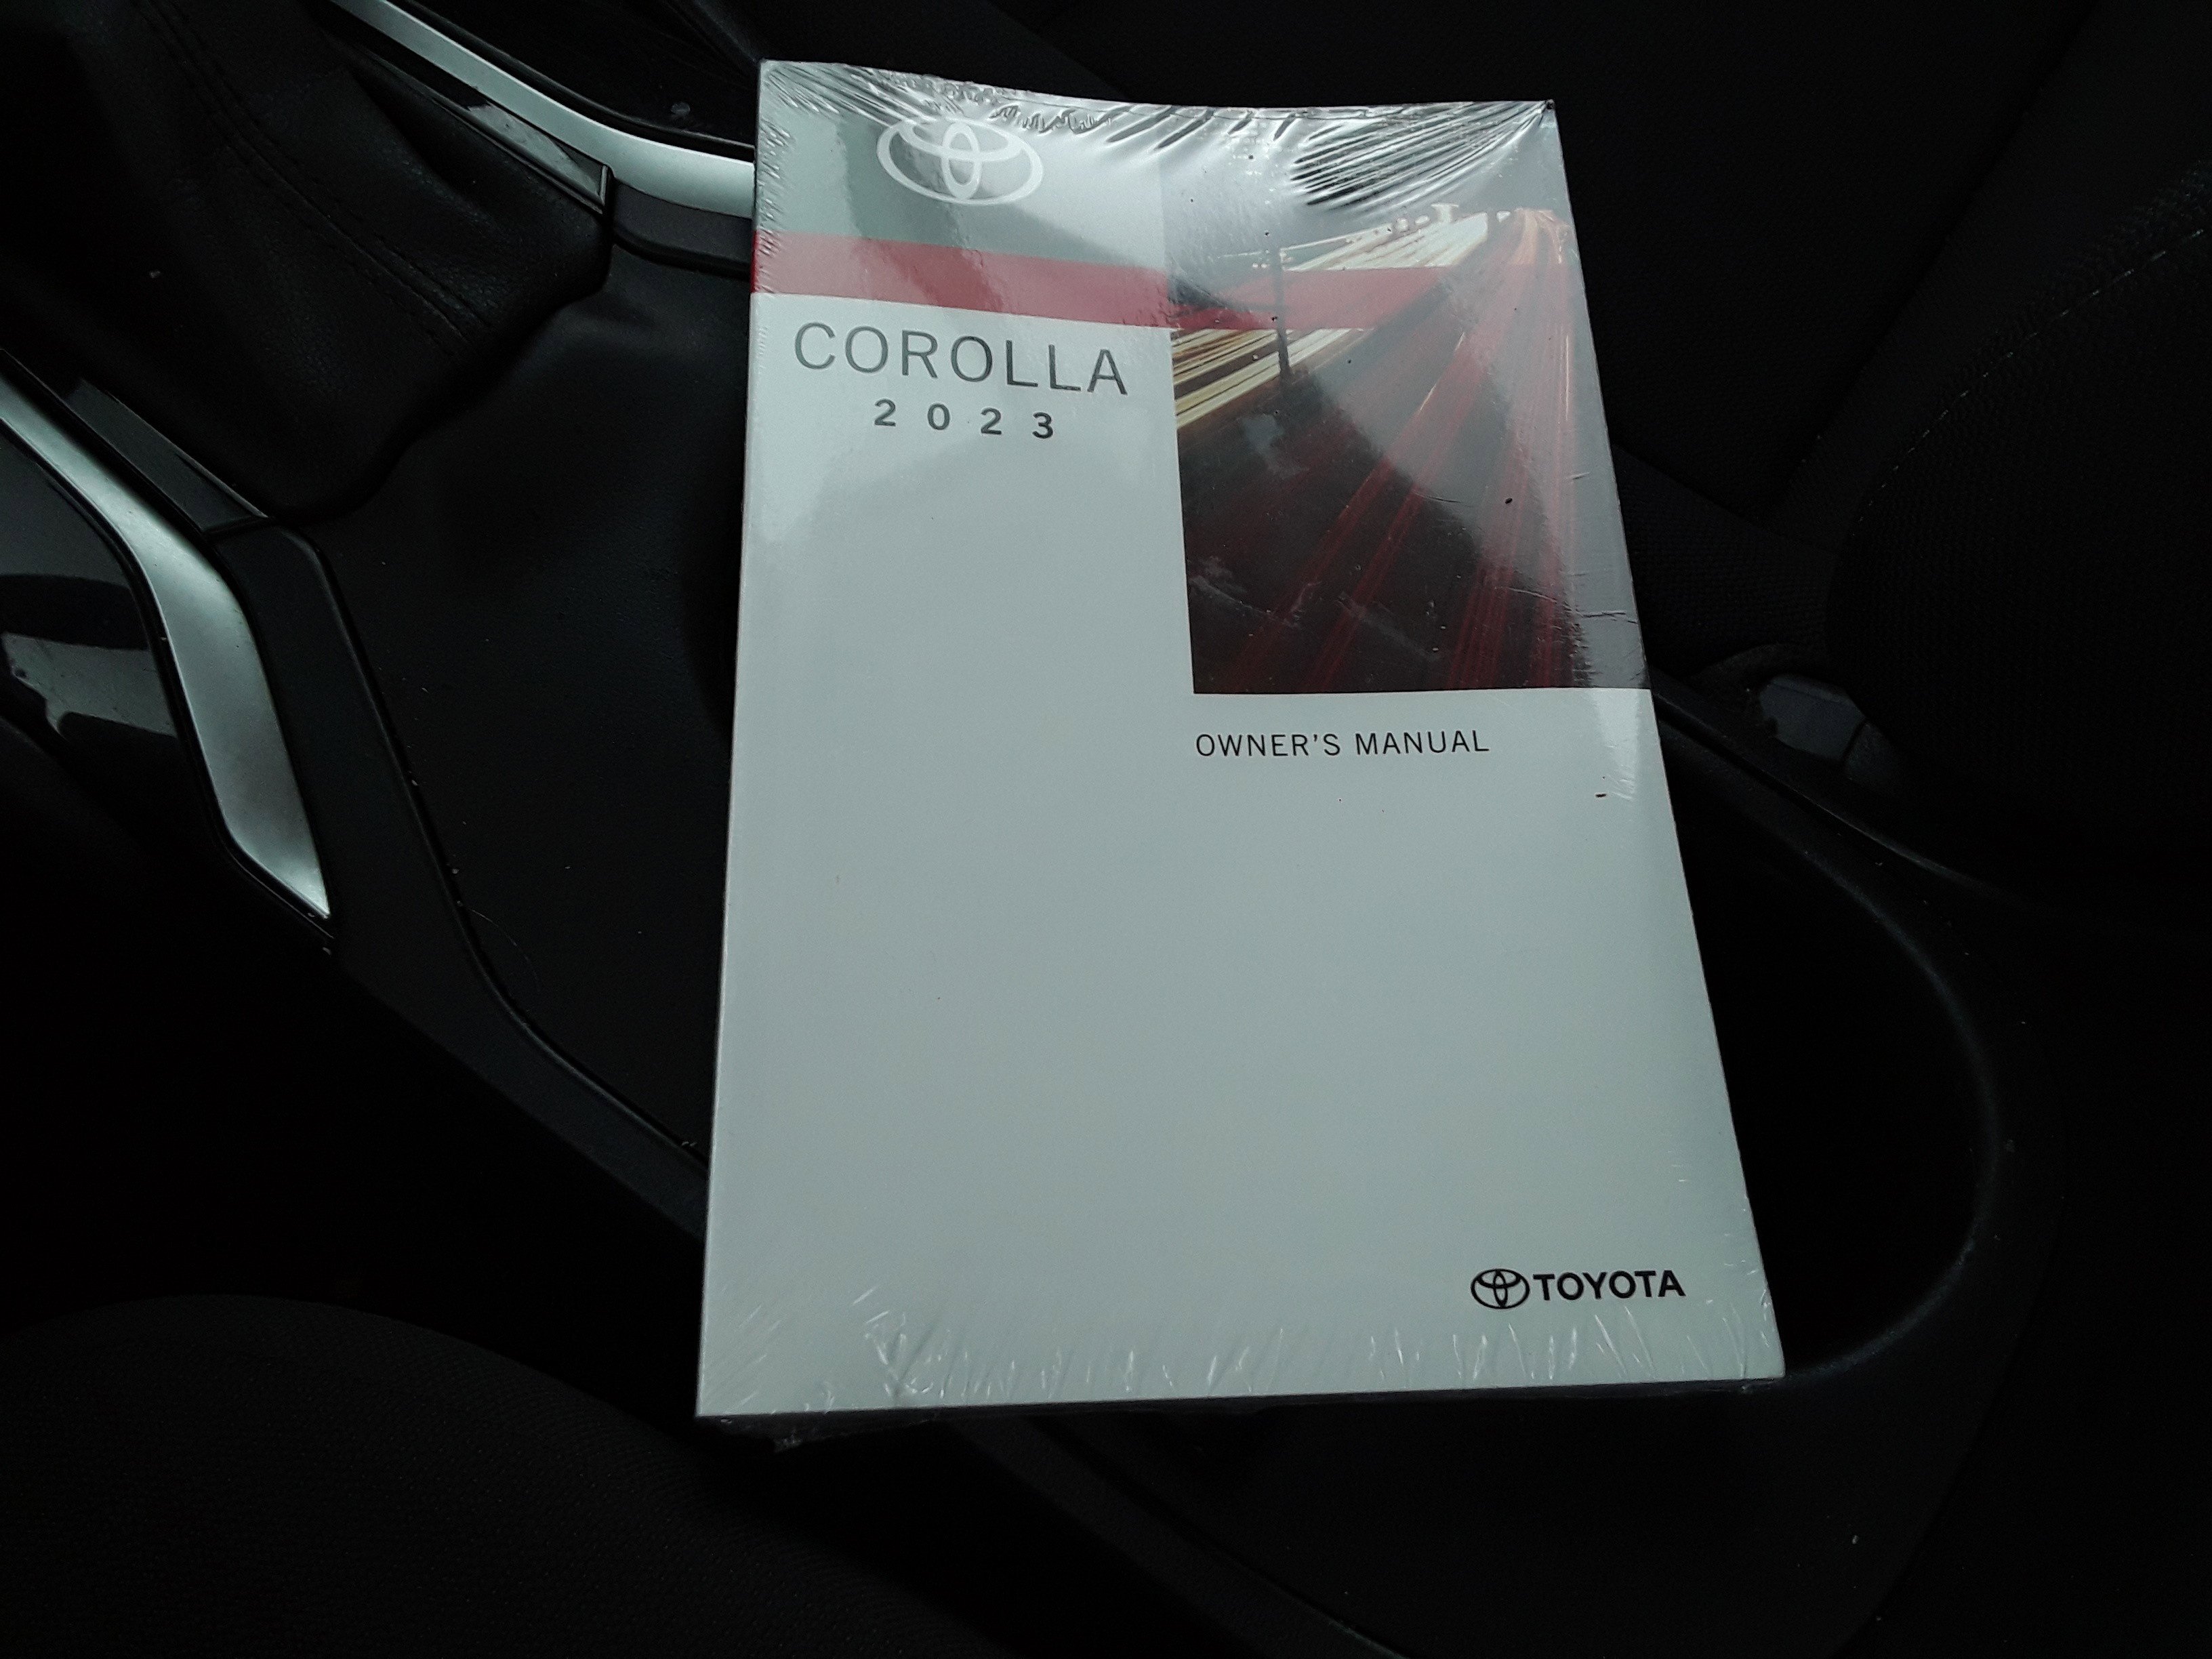 COROLLA
2023
OWNER'S MANUAL
TOYOTA